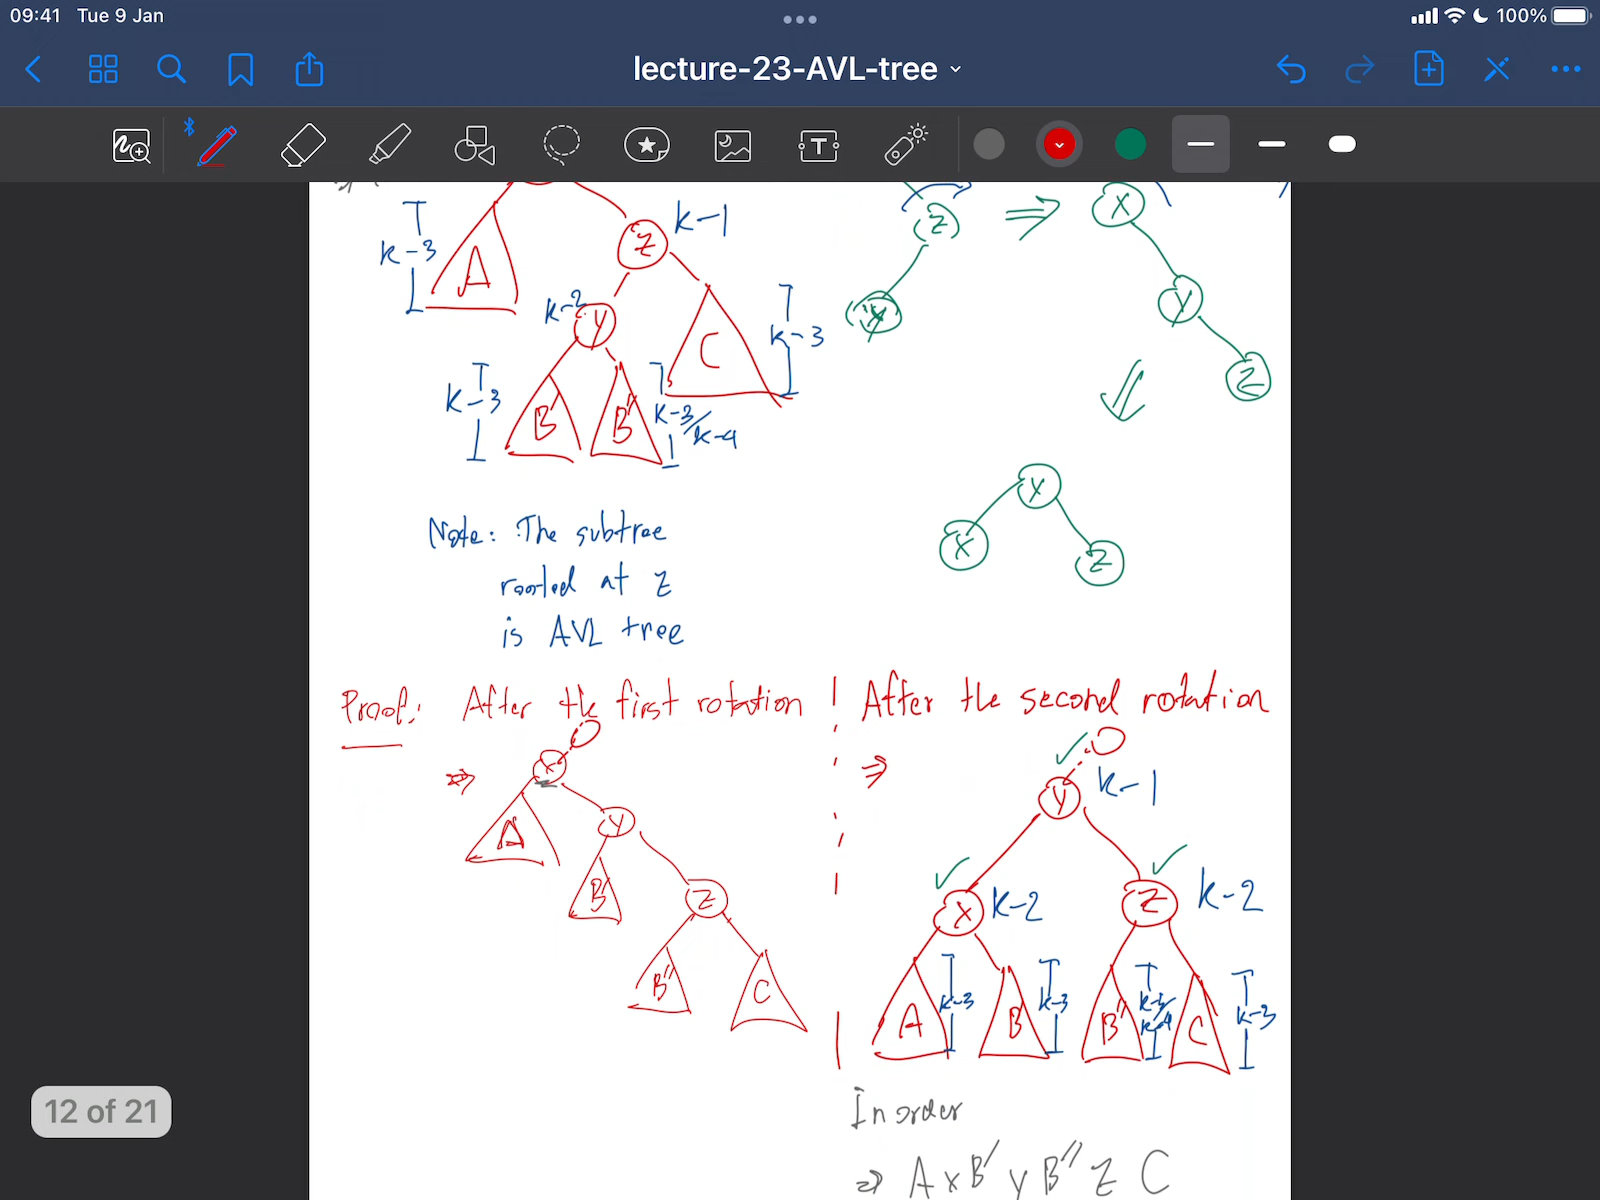 09:41 Tue 9 Jan
100%
lecture-23-AVL-tree
T
k-3
A
Z
k-1
k-2
y
C
k-3
k-3
B'
B''
k-3/k-4
Z
X
y
Z
y
X
Z
Note: The subtree
rooted at z
is AVL tree
Proof: After the first rotation
X
A
y
B'
Z
B''
C
After the second rotation
y
k-1
X
k-2
Z
k-2
A
k-3
B'
k-3
B''
k-3/k-4
C
k-3
Inorder
⇒ A x B' y B'' z C
12 of 21